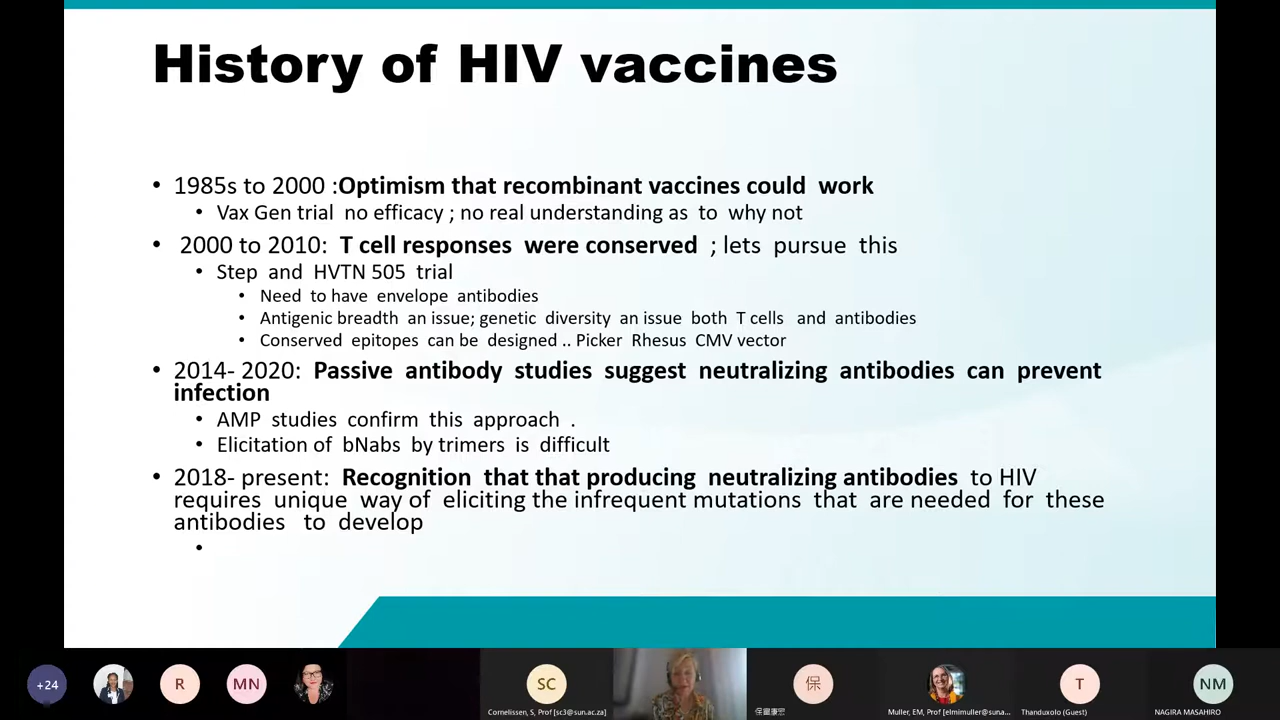 History of HIV vaccines
• 1985s to 2000 :Optimism that recombinant vaccines could work
• Vax Gen trial no efficacy ; no real understanding as to why not
• 2000 to 2010: T cell responses were conserved ; lets pursue this
• Step and HVTN 505 trial
• Need to have envelope antibodies
• Antigenic breadth an issue; genetic diversity an issue both T cells and antibodies
• Conserved epitopes can be designed .. Picker Rhesus CMV vector
• 2014- 2020: Passive antibody studies suggest neutralizing antibodies can prevent
infection
• AMP studies confirm this approach .
• Elicitation of bNabs by trimers is difficult
• 2018- present: Recognition that that producing neutralizing antibodies to HIV
requires unique way of eliciting the infrequent mutations that are needed for these
antibodies to develop
•
+24
R
MN
SC
保
T
NM
Cornelissen, S, Prof [sc3@sun.ac.za]
保富康宏
Muller, EM, Prof [elmimuller@suna...
Thanduxolo (Guest)
NAGIRA MASAHIRO